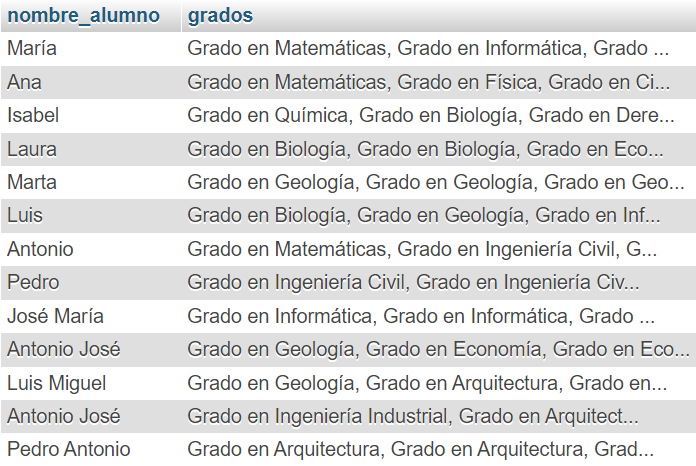 nombre_alumno grados
María Grado en Matemáticas, Grado en Informática, Grado ...
Ana Grado en Matemáticas, Grado en Física, Grado en Ci...
Isabel Grado en Química, Grado en Biología, Grado en Dere...
Laura Grado en Biología, Grado en Biología, Grado en Eco...
Marta Grado en Geología, Grado en Geología, Grado en Geo...
Luis Grado en Biología, Grado en Geología, Grado en Inf...
Antonio Grado en Matemáticas, Grado en Ingeniería Civil, G...
Pedro Grado en Ingeniería Civil, Grado en Ingeniería Civ...
José María Grado en Informática, Grado en Informática, Grado ...
Antonio José Grado en Geología, Grado en Economía, Grado en Eco...
Luis Miguel Grado en Geología, Grado en Arquitectura, Grado en...
Antonio José Grado en Ingeniería Industrial, Grado en Arquitect...
Pedro Antonio Grado en Arquitectura, Grado en Arquitectura, Grad...